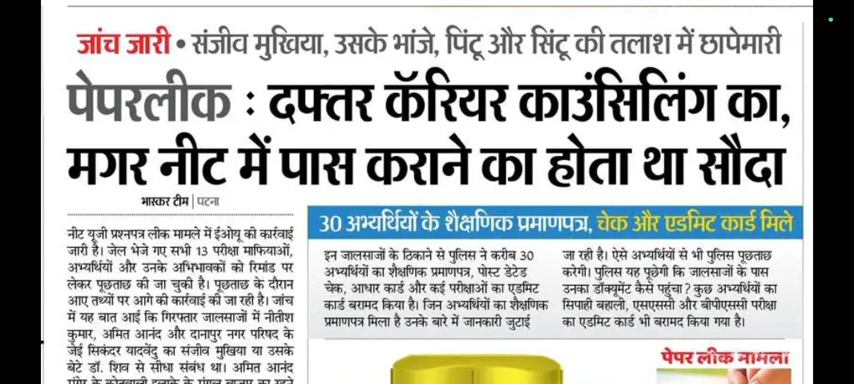 जांच जारी • संजीव मुखिया, उसके भांजे, पिंटू और सिंटू की तलाश में छापेमारी
पेपरलीक : दफ्तर कॅरियर काउंसिलिंग का,
मगर नीट में पास कराने का होता था सौदा
भास्कर टीम | पटना
नीट यूजी प्रश्नपत्र लीक मामले में ईओयू की कार्रवाई
जारी है। जेल भेजे गए सभी 13 परीक्षा माफियाओं,
अभ्यर्थियों और उनके अभिभावकों को रिमांड पर
लेकर पूछताछ की जा चुकी है। पूछताछ के दौरान
आए तथ्यों पर आगे की कार्रवाई की जा रही है। जांच
में यह बात आई कि गिरफ्तार जालसाजों में नीतीश
कुमार, अमित आनंद और दानापुर नगर परिषद के
जेई सिकंदर यादवेंदु का संजीव मुखिया या उसके
बेटे डॉ. शिव से सीधा संबंध था। अमित आनंद
30 अभ्यर्थियों के शैक्षणिक प्रमाणपत्र, चेक और एडमिट कार्ड मिले
इन जालसाजों के ठिकाने से पुलिस ने करीब 30
अभ्यर्थियों का शैक्षणिक प्रमाणपत्र, पोस्ट डेटेड
चेक, आधार कार्ड और कई परीक्षाओं का एडमिट
कार्ड बरामद किया है। जिन अभ्यर्थियों का शैक्षणिक
प्रमाणपत्र मिला है उनके बारे में जानकारी जुटाई
जा रही है। ऐसे अभ्यर्थियों से भी पुलिस पूछताछ
करेगी। पुलिस यह पूछेगी कि जालसाजों के पास
उनका डॉक्यूमेंट कैसे पहुंचा? कुछ अभ्यर्थियों का
सिपाही बहाली, एसएससी और बीपीएससी परीक्षा
का एडमिट कार्ड भी बरामद किया गया है।
पेपर लीक मामला